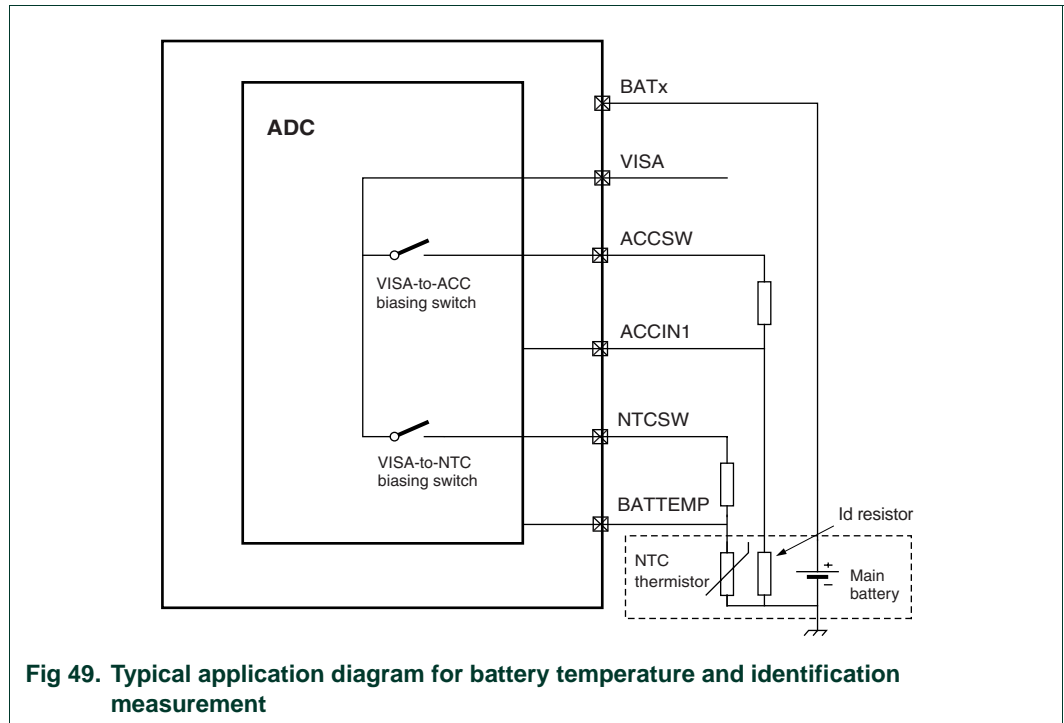 BATx
ADC
VISA
ACCSW
VISA-to-ACC
biasing switch
ACCIN1
NTCSW
VISA-to-NTC
biasing switch
BATTEMP
Id resistor
NTC
thermistor
+
−
Main
battery
Fig 49. Typical application diagram for battery temperature and identification
measurement